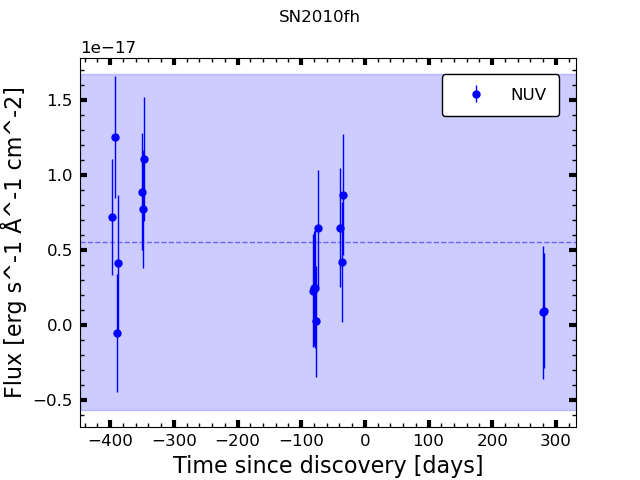 SN2010fh
1e−17
NUV
1.5
1.0
0.5
0.0
−0.5
Flux [erg s^-1 Å^-1 cm^-2]
−400 −300 −200 −100 0 100 200 300
Time since discovery [days]